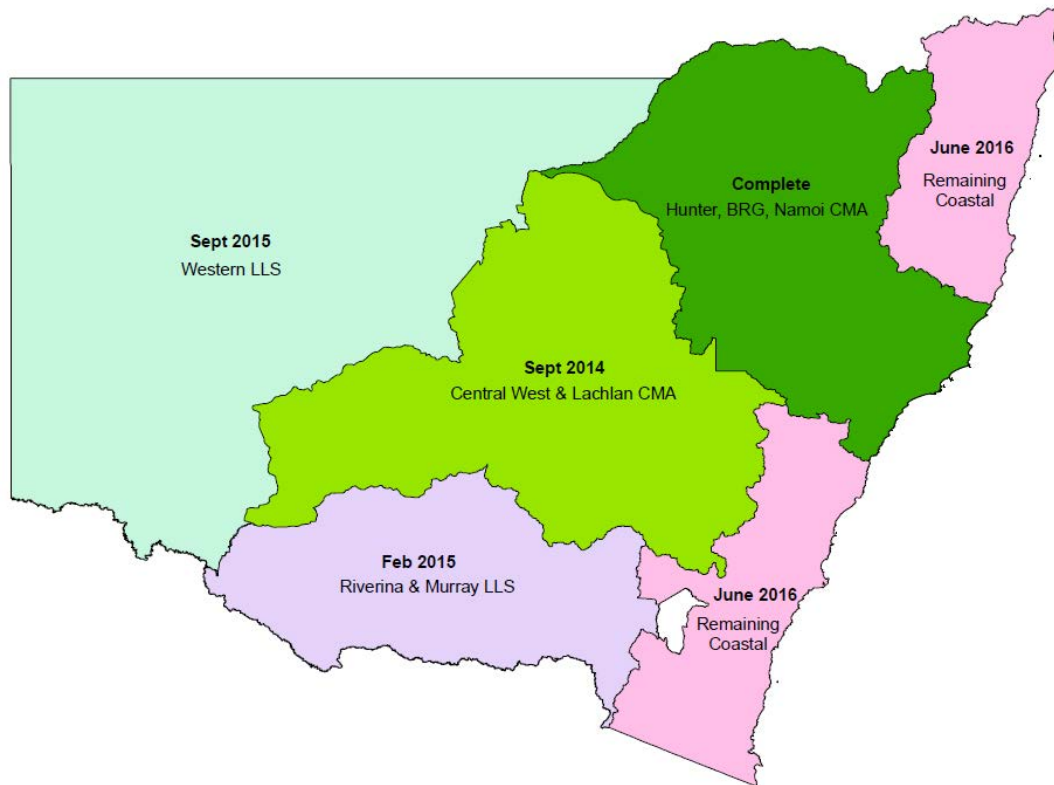 June 2016
Remaining
Coastal
Complete
Hunter, BRG, Namoi CMA
Sept 2015
Western LLS
Sept 2014
Central West & Lachlan CMA
Feb 2015
Riverina & Murray LLS
June 2016
Remaining
Coastal